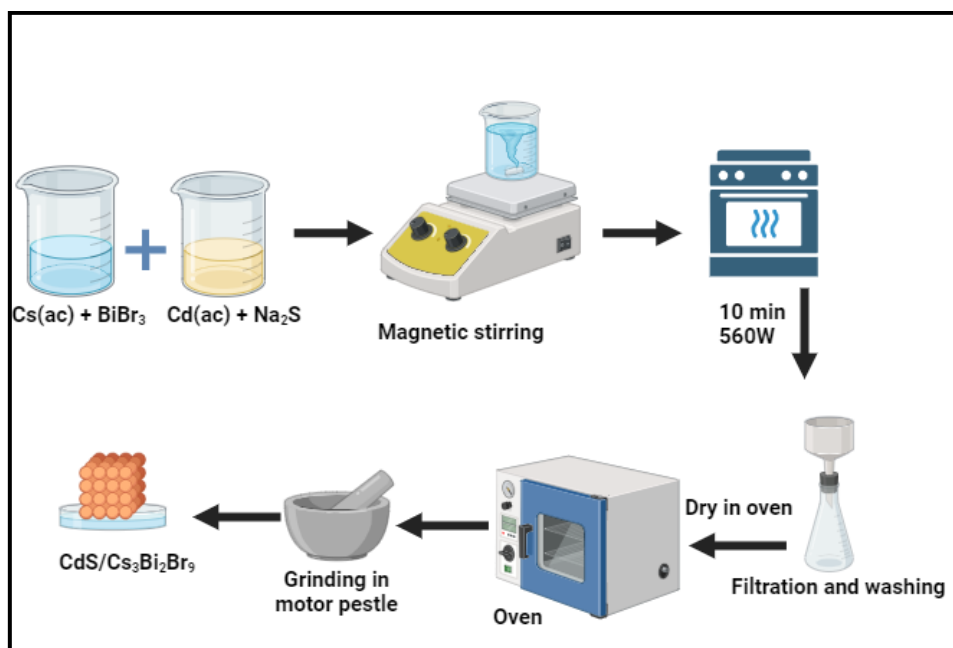 Cs(ac) + BiBr₃
Cd(ac) + Na₂S
Magnetic stirring
10 min
560W
Filtration and washing
Dry in oven
Oven
Grinding in
motor pestle
CdS/Cs₃Bi₂Br₉